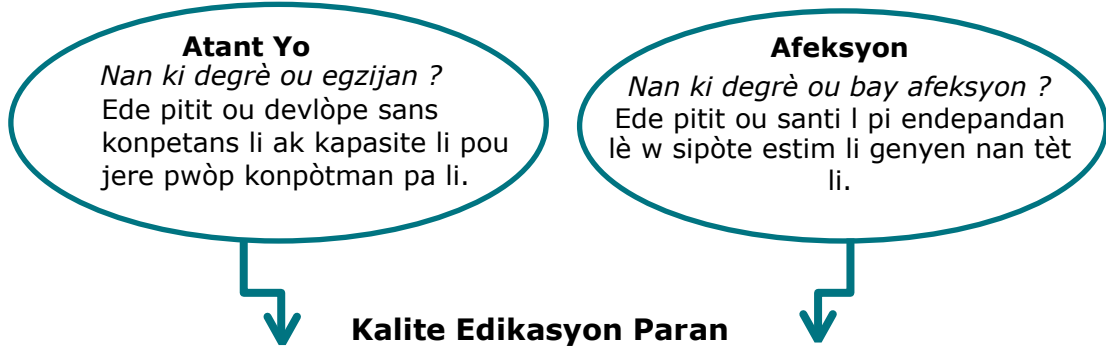 Atant Yo
Nan ki degrè ou egzijan ?
Ede pitit ou devlòpe sans
konpetans li ak kapasite li pou
jere pwòp konpòtman pa li.
Afeksyon
Nan ki degrè ou bay afeksyon ?
Ede pitit ou santi l pi endepandan
lè w sipòte estim li genyen nan tèt
li.
Kalite Edikasyon Paran